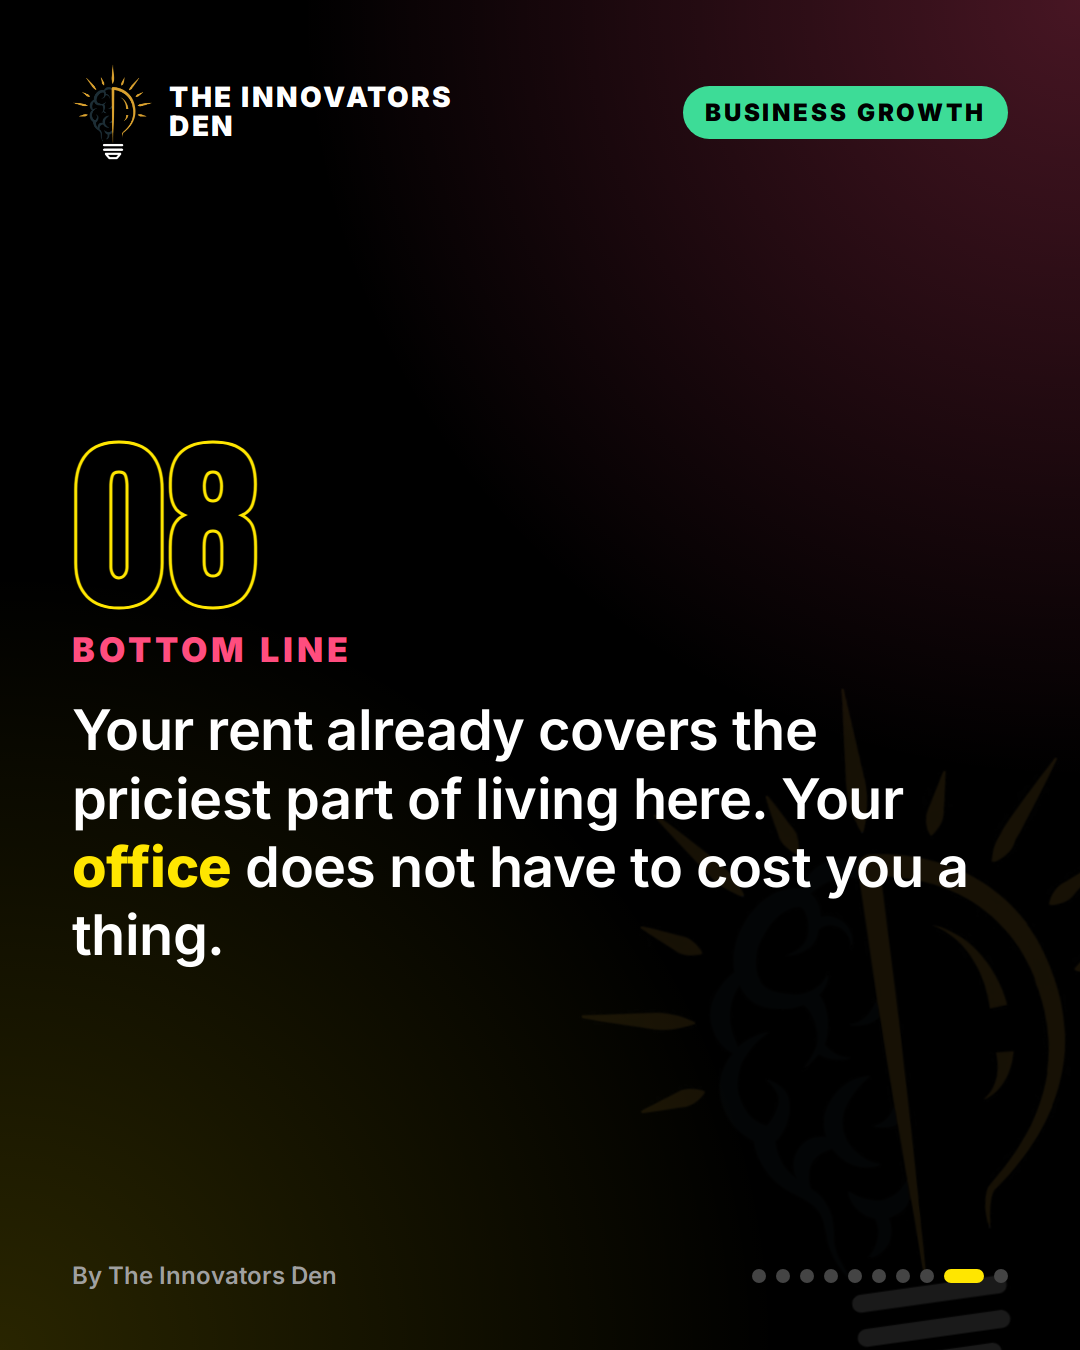 THE INNOVATORS
DEN
BUSINESS GROWTH
08
BOTTOM LINE
Your rent already covers the
priciest part of living here. Your
office does not have to cost you a
thing.
By The Innovators Den